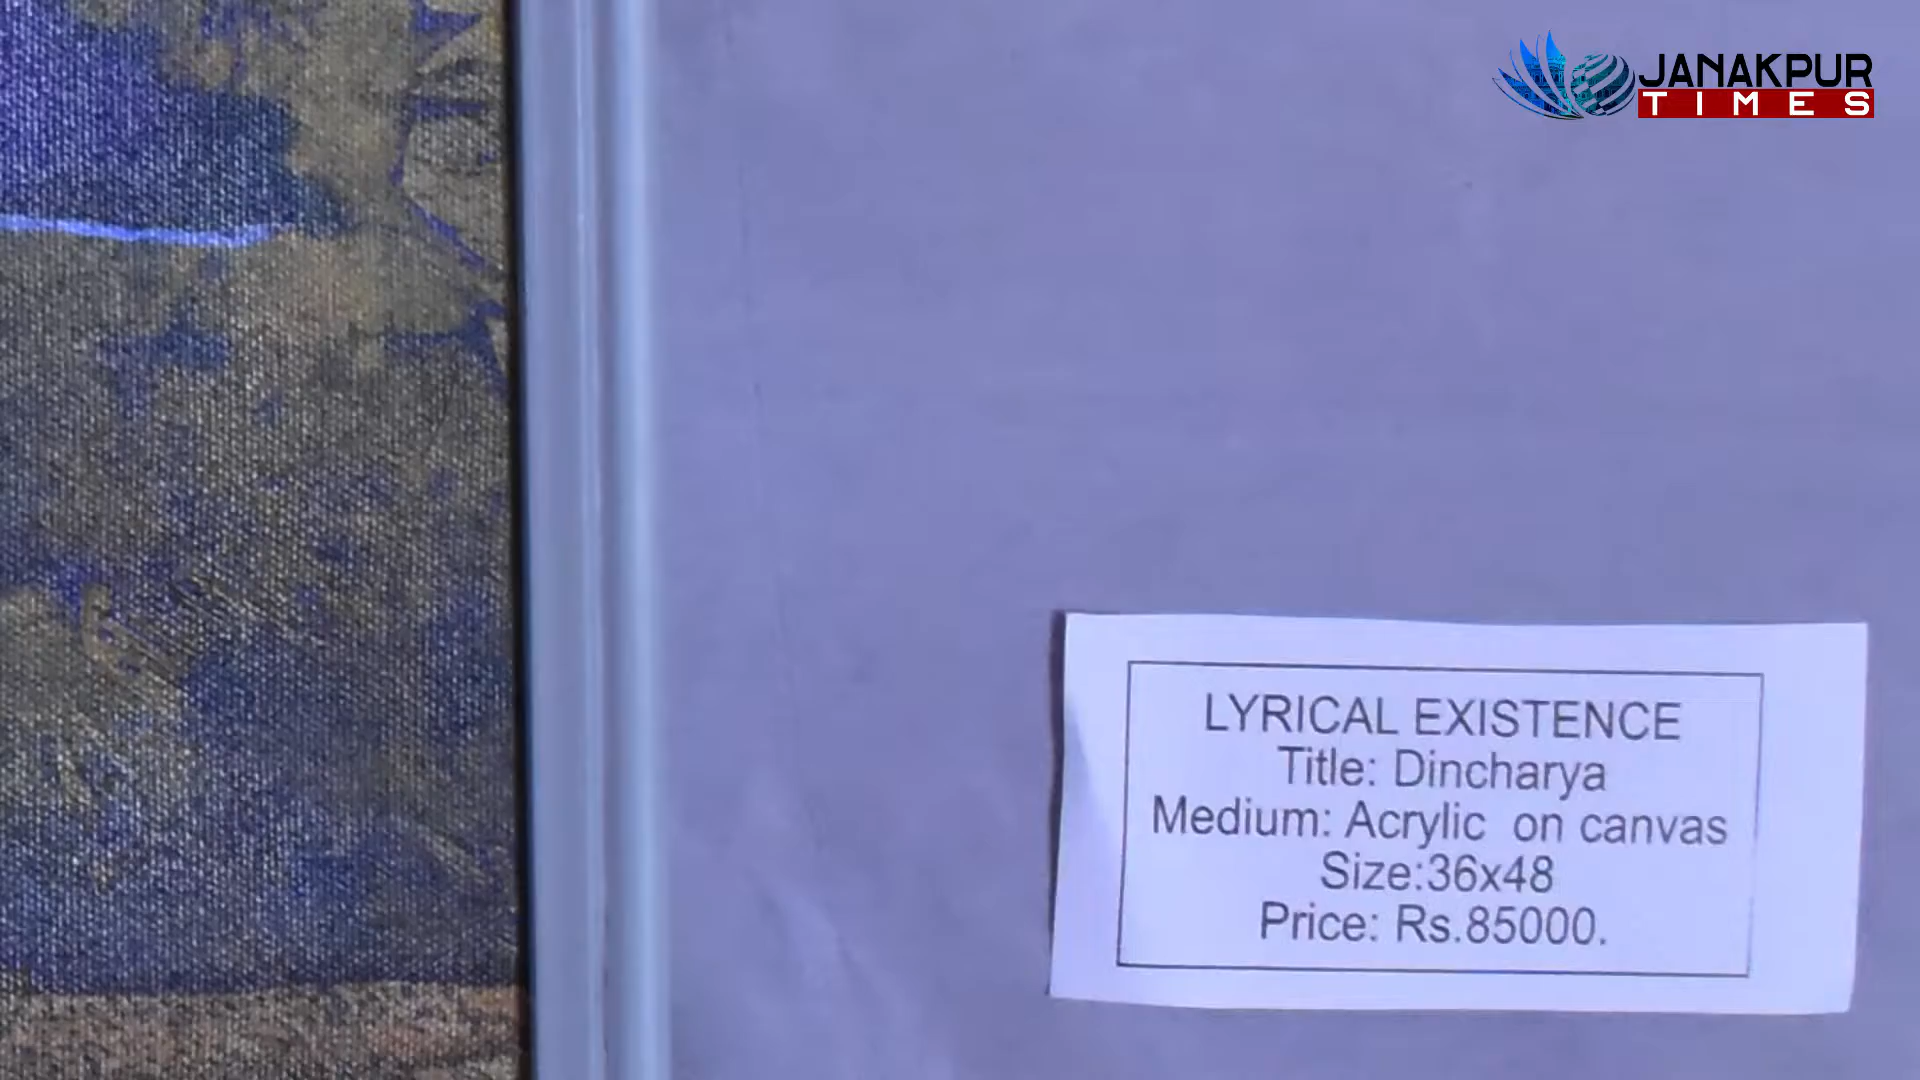 JANAKPUR
TIMES
LYRICAL EXISTENCE
Title: Dincharya
Medium: Acrylic on canvas
Size:36x48
Price: Rs.85000.